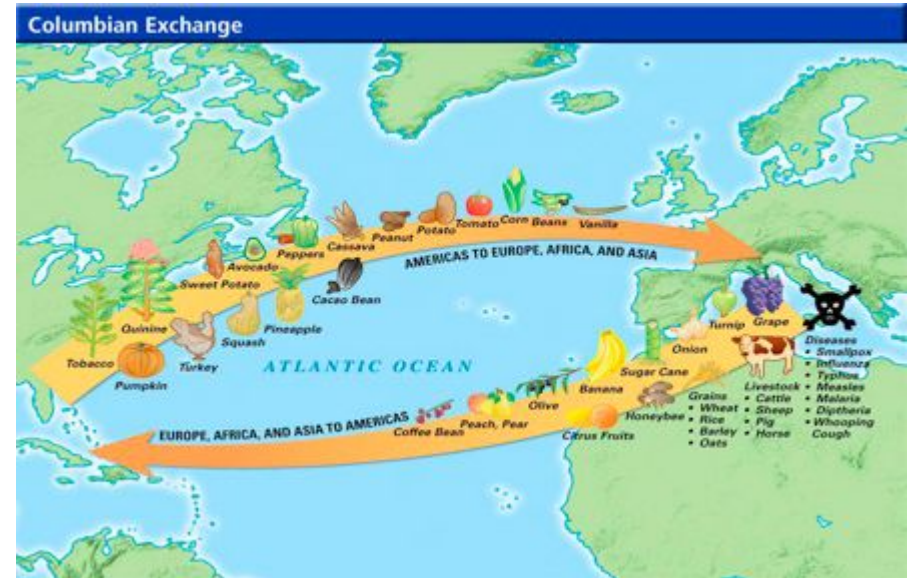 Columbian Exchange
Tobacco
Quinine
Pumpkin
Turkey
Sweet Potato
Squash
Avocado
Pineapple
Peppers
Cassava
Cacao Bean
Peanut
Potato
Tomato
Corn
Beans
Vanilla
AMERICAS TO EUROPE, AFRICA, AND ASIA
ATLANTIC OCEAN
EUROPE, AFRICA, AND ASIA TO AMERICAS
Coffee Bean
Peach, Pear
Olive
Citrus Fruits
Banana
Honeybee
Sugar Cane
Onion
Turnip
Grape
Grains
• Wheat
• Rice
• Barley
• Oats
Livestock
• Cattle
• Sheep
• Pig
• Horse
Diseases
• Smallpox
• Influenza
• Typhus
• Measles
• Malaria
• Diptheria
• Whooping
Cough